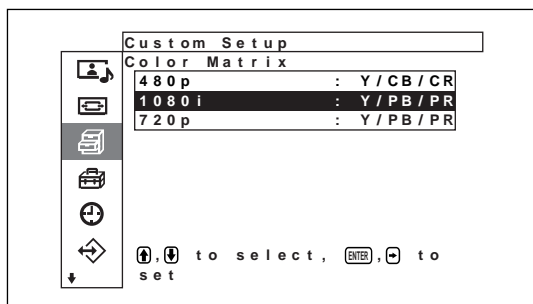 Custom Setup
Color Matrix
480p : Y/CB/CR
1080i : Y/PB/PR
720p : Y/PB/PR
↑,↓ to select, ENTER,→ to
set